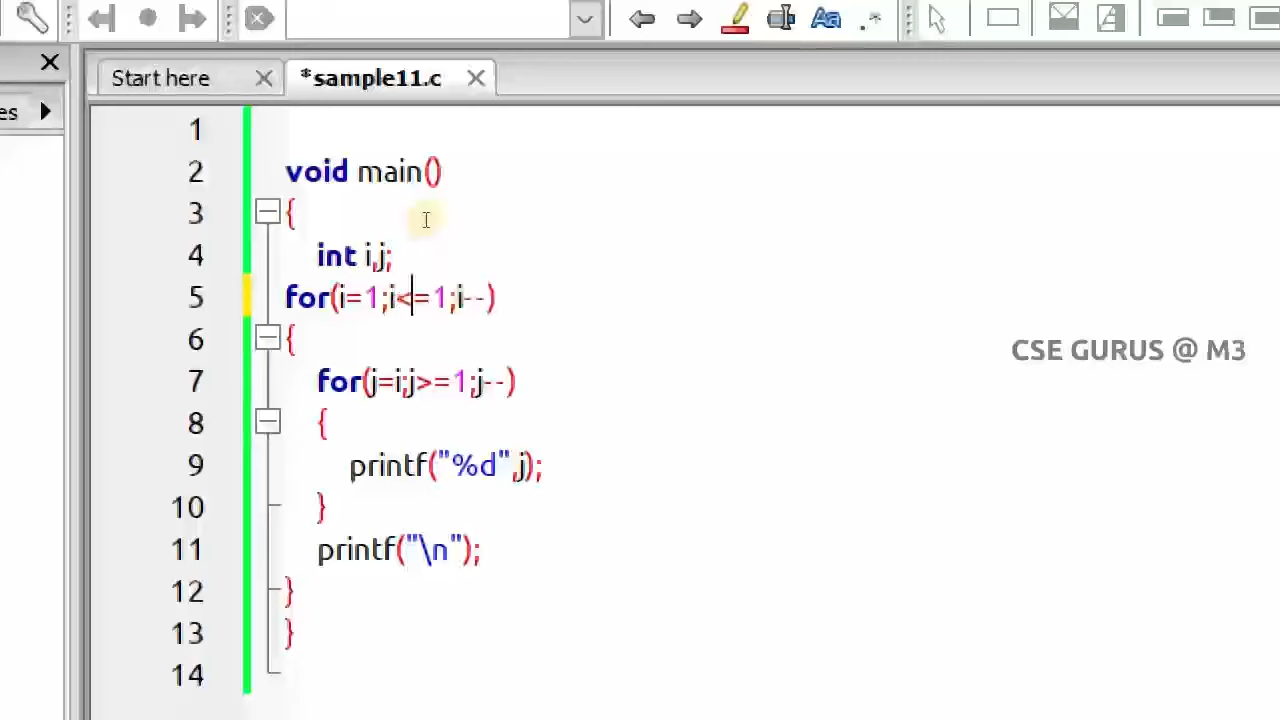 Start here
*sample11.c
es
1
2 void main()
3 {
4 int i,j;
5 for(i=1;i<=1;i--)
6 {
7 for(j=i;j>=1;j--)
8 {
9 printf("%d",j);
10 }
11 printf("\n");
12 }
13 }
14
CSE GURUS @ M3